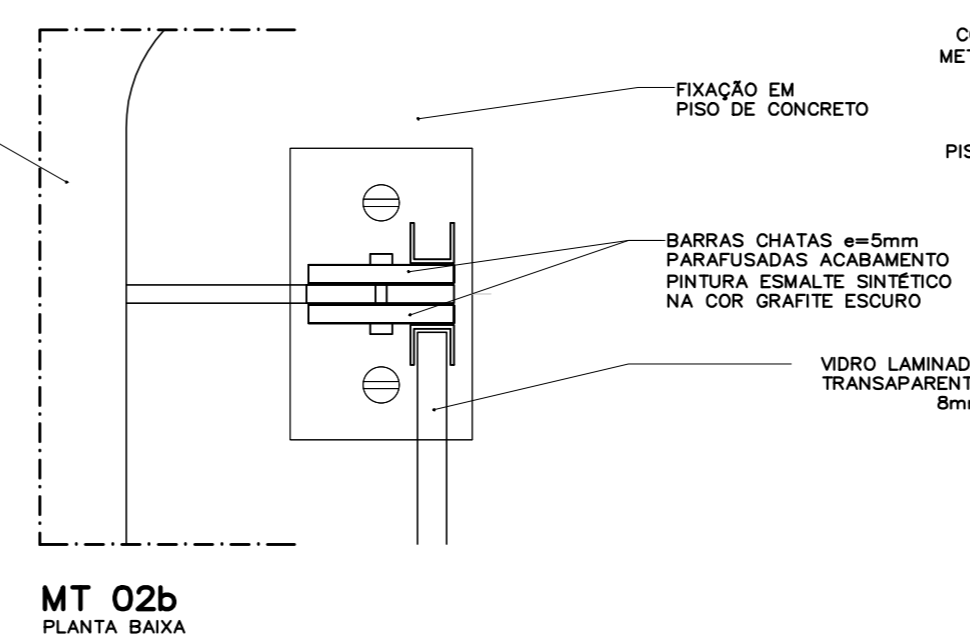 FIXAÇÃO EM
PISO DE CONCRETO
BARRAS CHATAS e=5mm
PARAFUSADAS ACABAMENTO
PINTURA ESMALTE SINTÉTICO
NA COR GRAFITE ESCURO
VIDRO
MT 02b
PLANTA BAIXA